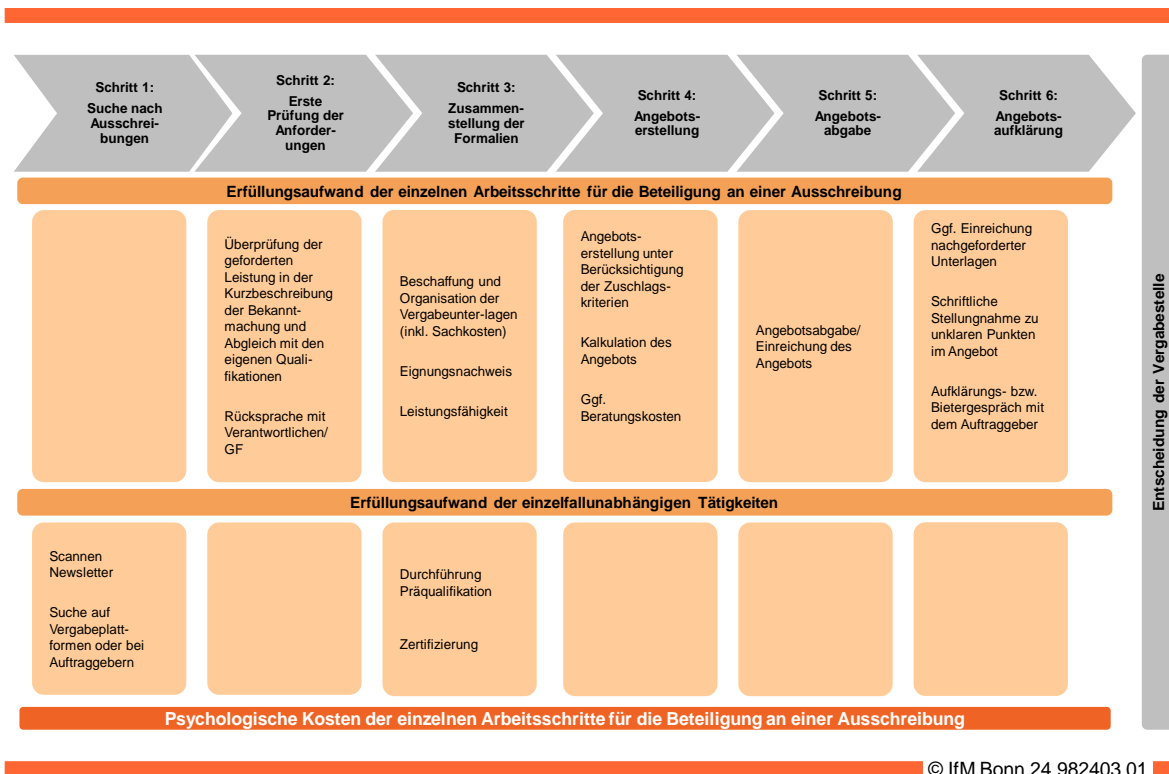 Schritt 1:
Suche nach
Ausschrei-
bungen
Schritt 2:
Erste
Prüfung der
Anforder-
ungen
Schritt 3:
Zusammen-
stellung der
Formalien
Schritt 4:
Angebots-
erstellung
Schritt 5:
Angebots-
abgabe
Schritt 6:
Angebots-
aufklärung
Erfüllungsaufwand der einzelnen Arbeitsschritte für die Beteiligung an einer Ausschreibung
Überprüfung der
geforderten
Leistung in der
Kurzbeschreibung
der Bekannt-
machung und
Abgleich mit den
eigenen Quali-
fikationen
Rücksprache mit
Verantwortlichen/
GF
Beschaffung und
Organisation der
Vergabeunter-lagen
(inkl. Sachkosten)
Eignungsnachweis
Leistungsfähigkeit
Angebots-
erstellung unter
Berücksichtigung
der Zuschlags-
kriterien
Kalkulation des
Angebots
Ggf.
Beratungskosten
Angebotsabgabe/
Einreichung des
Angebots
Ggf. Einreichung
nachgeforderter
Unterlagen
Schriftliche
Stellungnahme zu
unklaren Punkten
im Angebot
Aufklärungs- bzw.
Bietergespräch mit
dem Auftraggeber
Erfüllungsaufwand der einzelfallunabhängigen Tätigkeiten
Scannen
Newsletter
Suche auf
Vergabeplatt-
formen oder bei
Auftraggebern
Durchführung
Präqualifikation
Zertifizierung
Psychologische Kosten der einzelnen Arbeitsschritte für die Beteiligung an einer Ausschreibung
Entscheidung der Vergabestelle
© IfM Bonn 24 982403 01